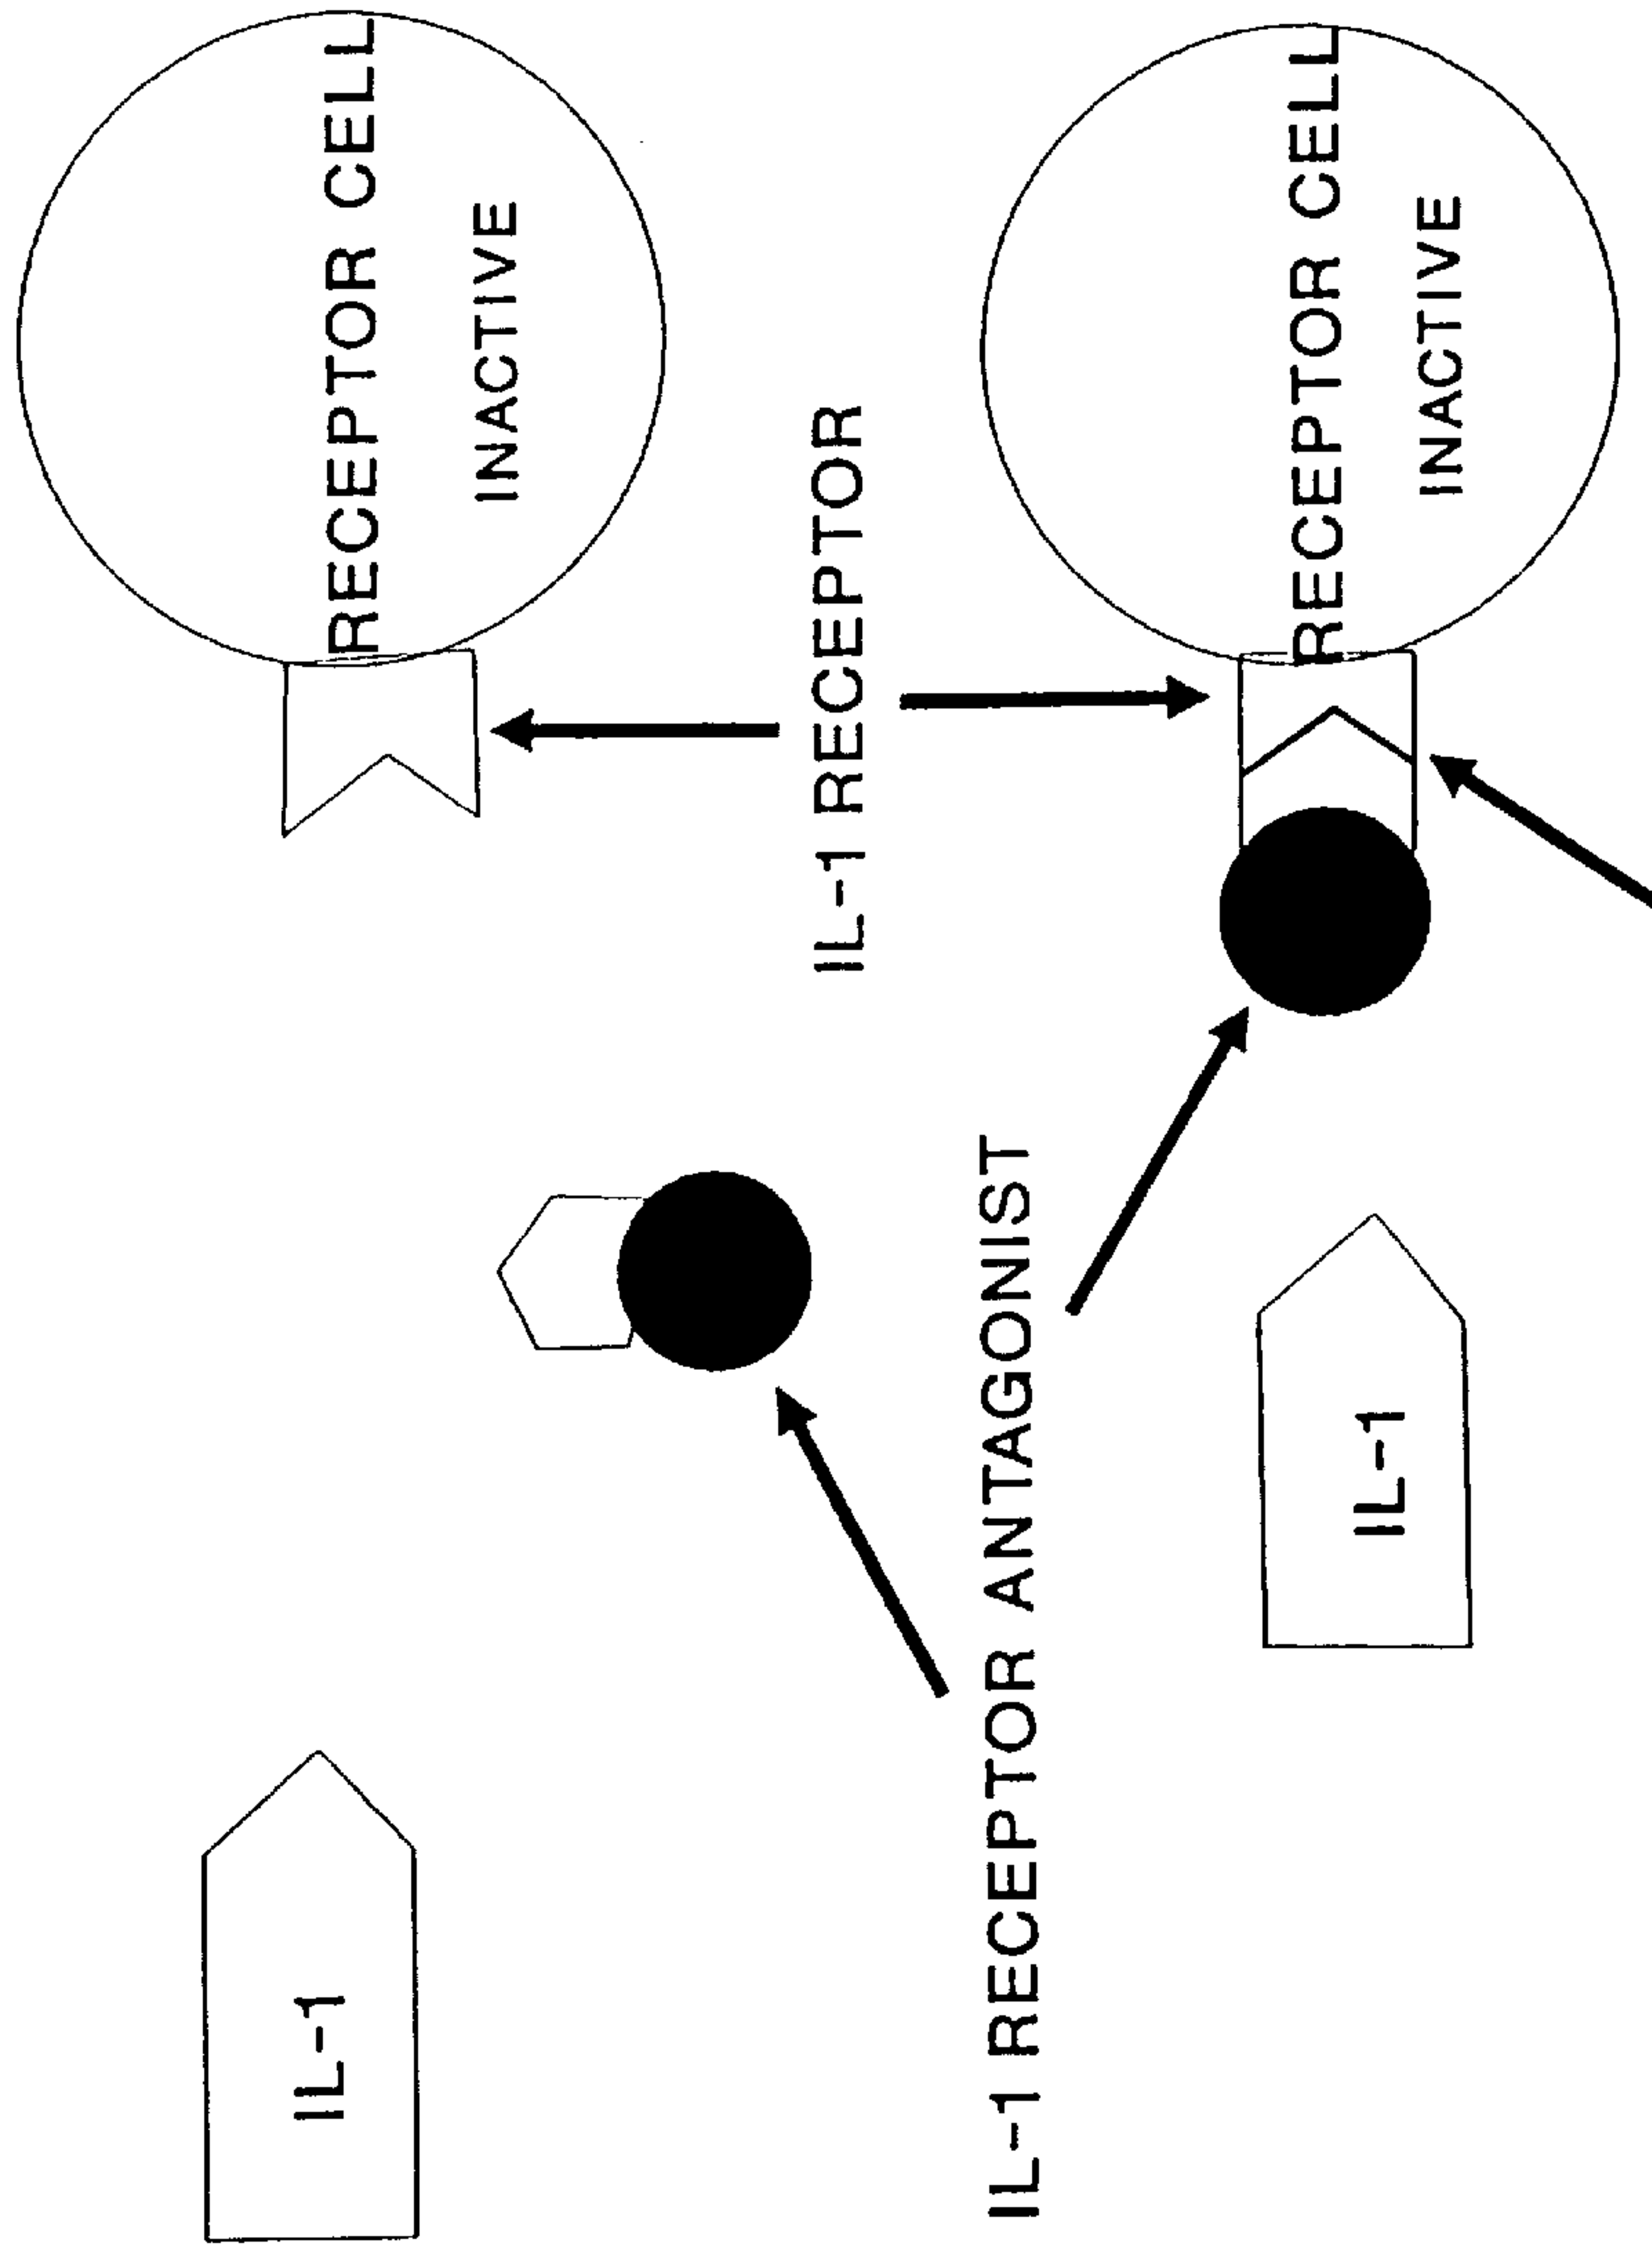 IL-1
RECEPTOR CELL
INACTIVE
IL-1 RECEPTOR
IL-1 RECEPTOR ANTAGONIST
IL-1
RECEPTOR CELL
INACTIVE